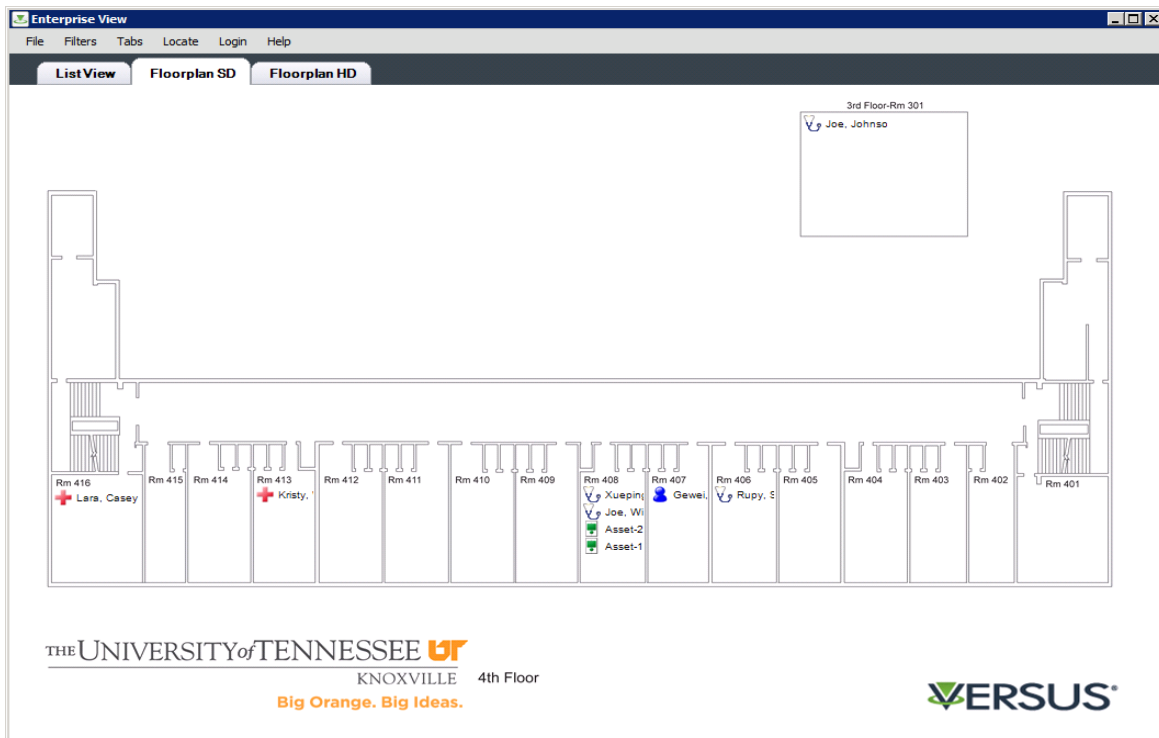 Enterprise View
File Filters Tabs Locate Login Help
List View Floorplan SD Floorplan HD
3rd Floor-Rm 301
Joe, Johnso
Rm 416
Lara, Casey
Rm 415
Rm 414
Rm 413
Kristy,
Rm 412
Rm 411
Rm 410
Rm 409
Rm 408
Xueping
Joe, Wi
Asset-2
Asset-1
Rm 407
Gewei,
Rm 406
Rupy, S
Rm 405
Rm 404
Rm 403
Rm 402
Rm 401
THE UNIVERSITY of TENNESSEE UT
KNOXVILLE
4th Floor
Big Orange. Big Ideas.
VERSUS